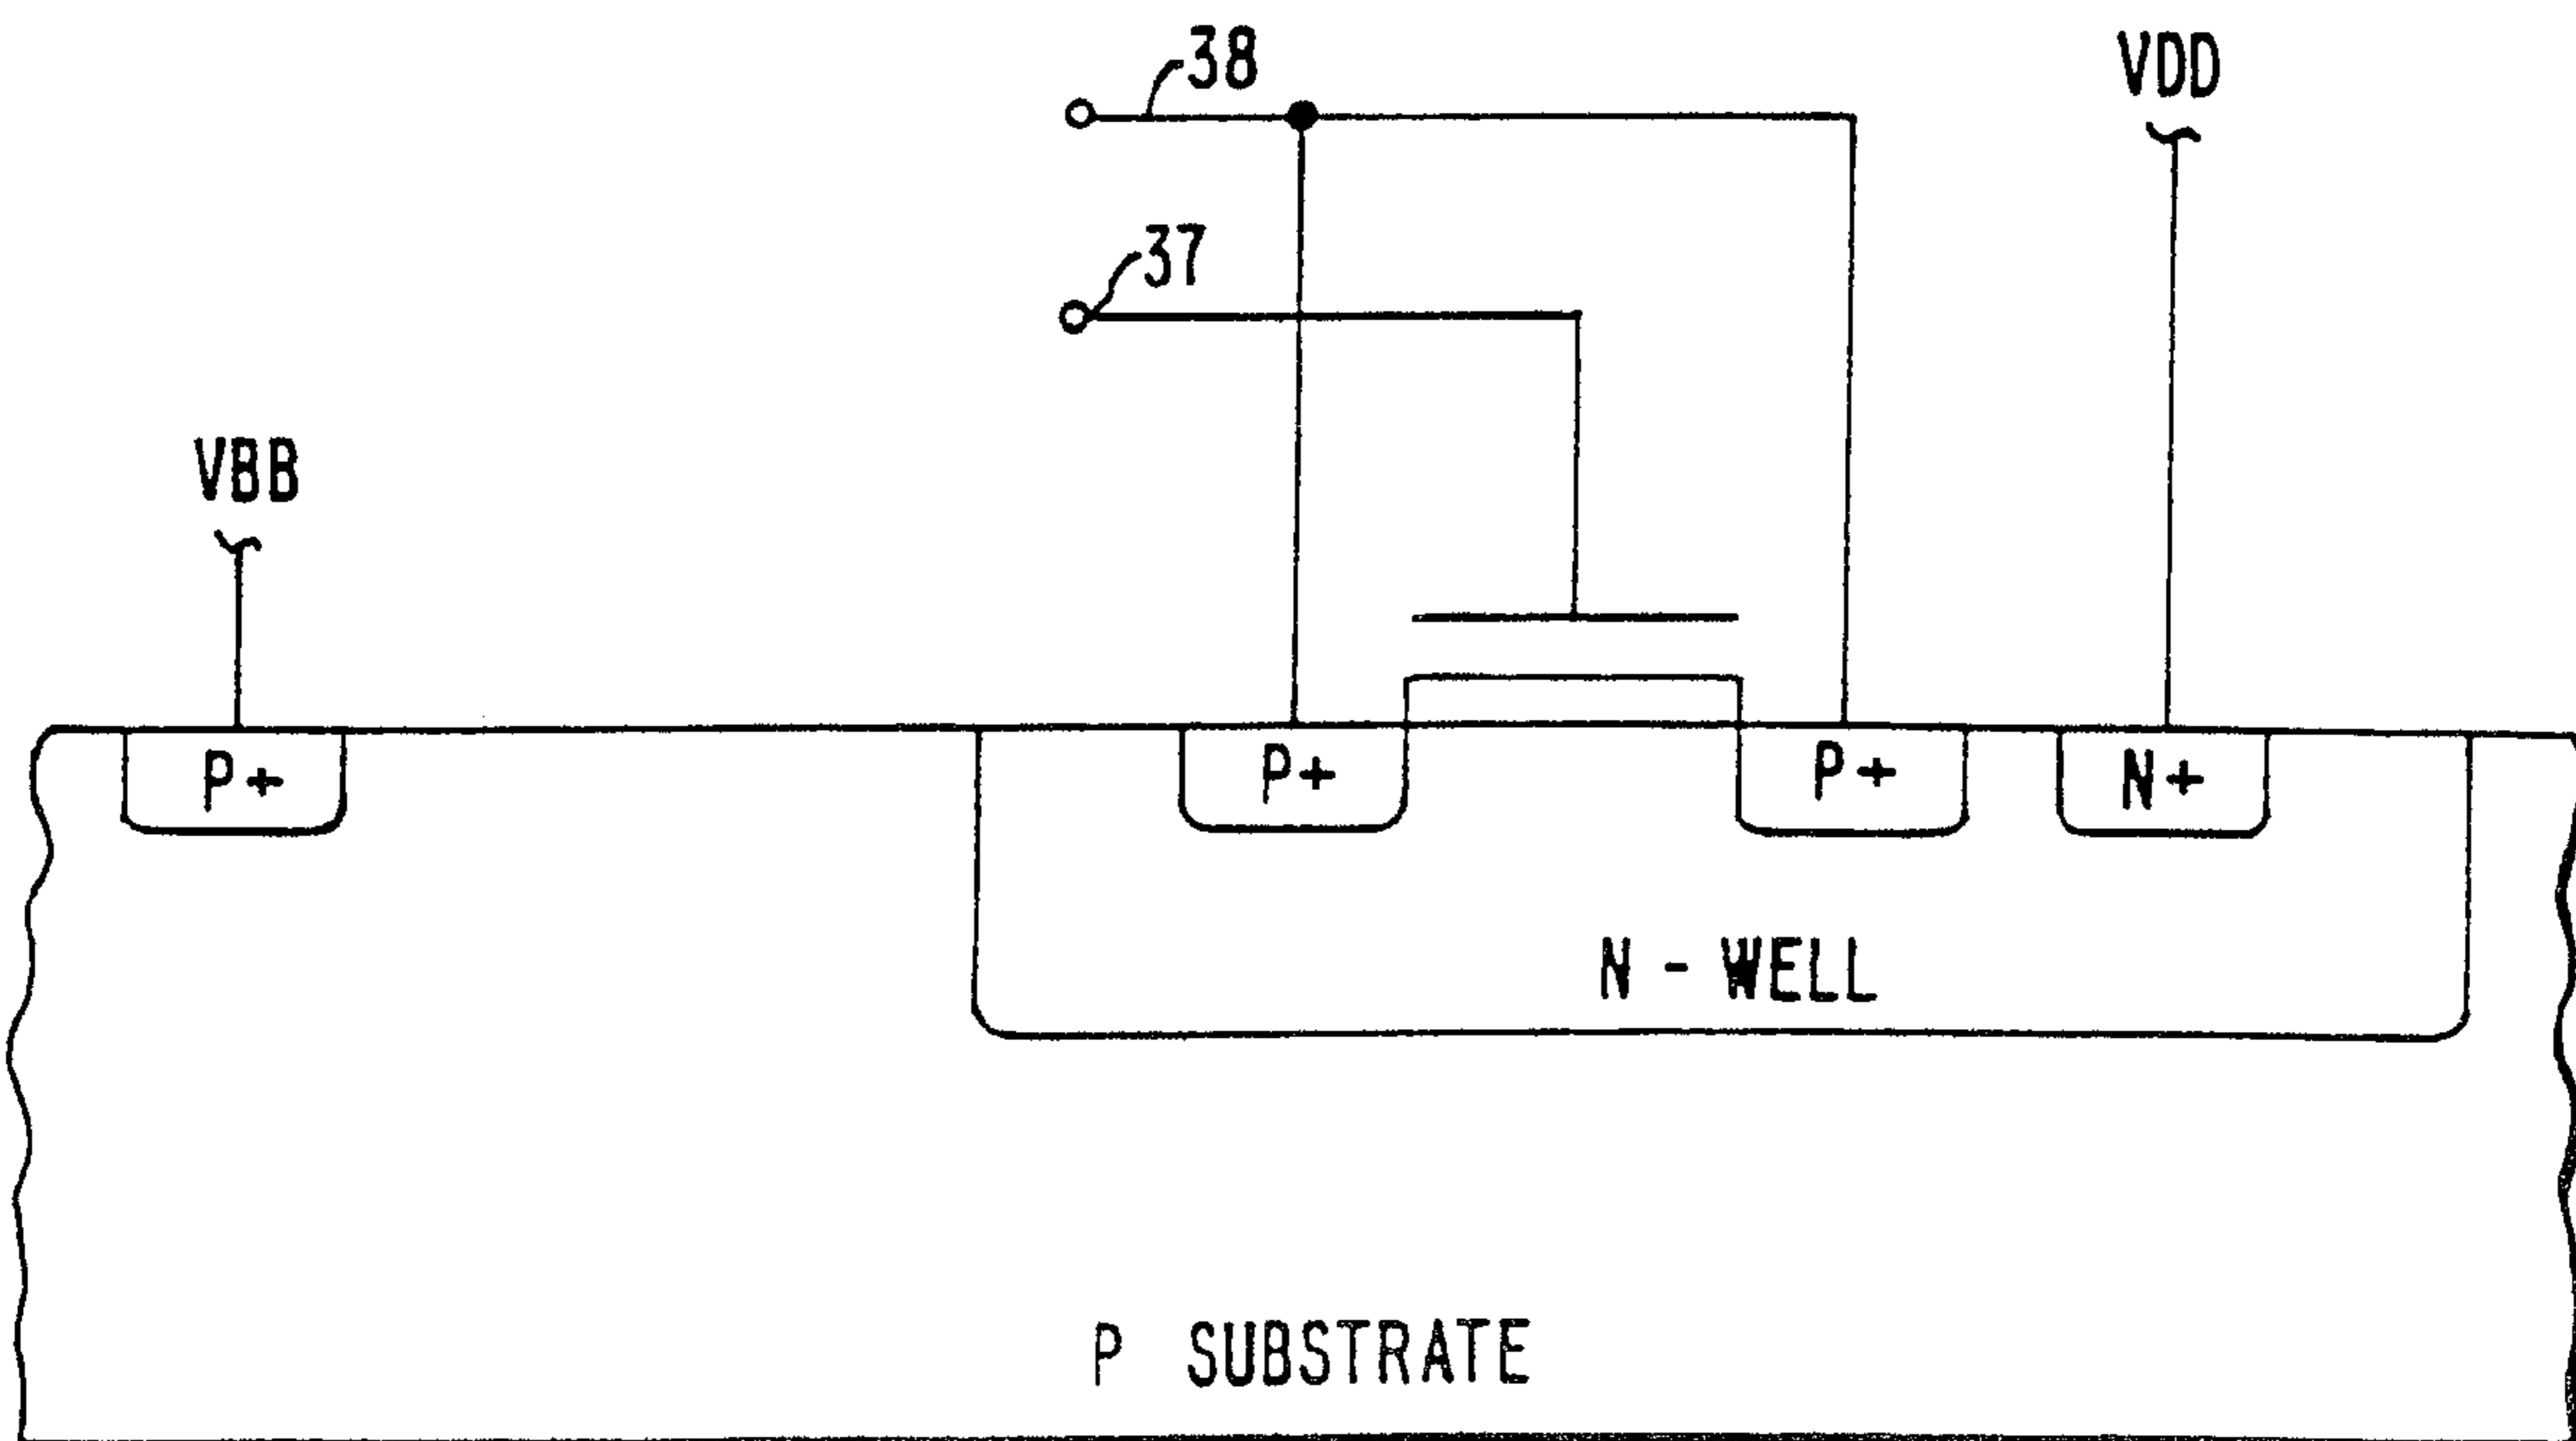 38
VDD
37
VBB
P+
P+
P+
N+
N - WELL
P SUBSTRATE